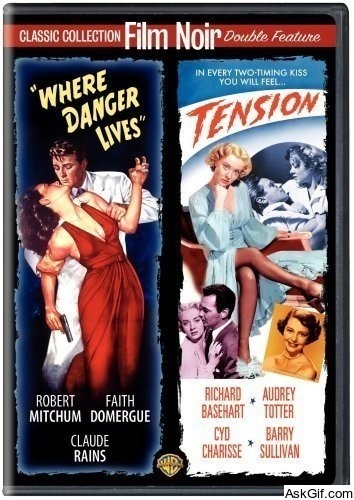 CLASSIC COLLECTION Film Noir Double Feature
"WHERE
DANGER
LIVES"
ROBERT MITCHUM
FAITH DOMERGUE
CLAUDE
RAINS
IN EVERY TWO-TIMING KISS
YOU WILL FEEL...
TENSION
RICHARD BASEHART
AUDREY TOTTER
CYD CHARISSE
BARRY SULLIVAN
WB
AskGif.com